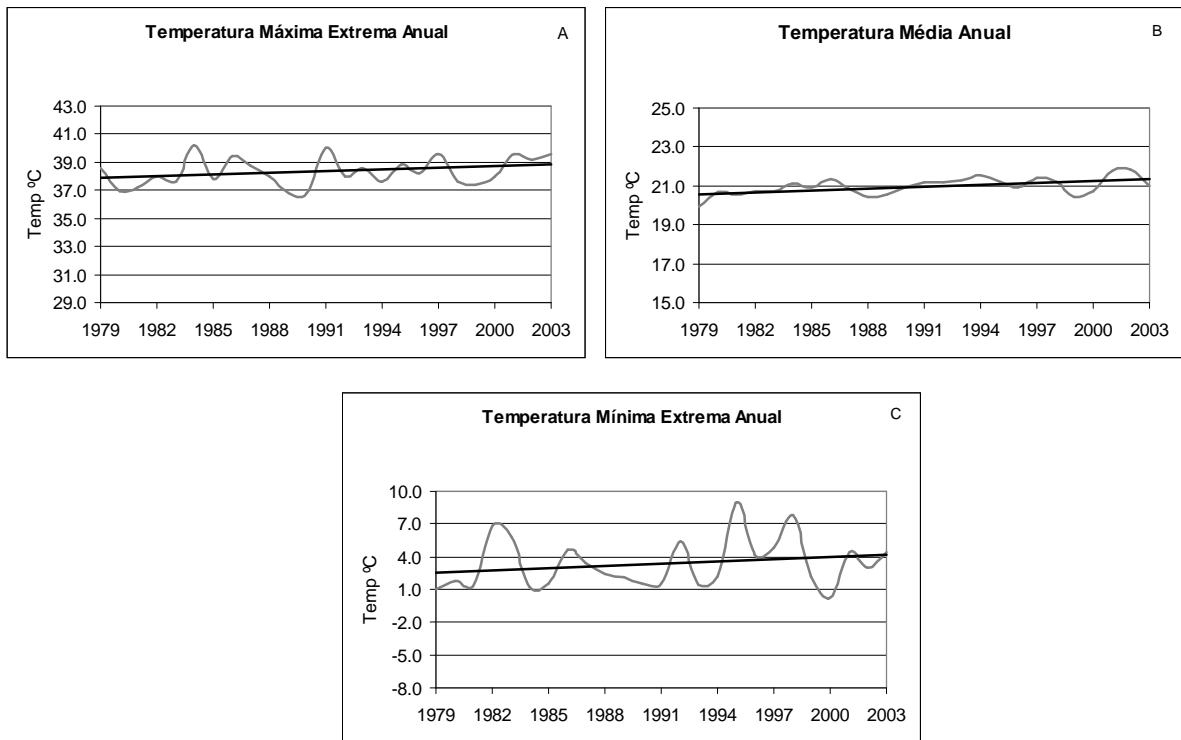 Temperatura Máxima Extrema Anual
A
Temp ºC
43.0
41.0
39.0
37.0
35.0
33.0
31.0
29.0
1979 1982 1985 1988 1991 1994 1997 2000 2003
Temperatura Média Anual
B
Temp ºC
25.0
23.0
21.0
19.0
17.0
15.0
1979 1982 1985 1988 1991 1994 1997 2000 2003
Temperatura Mínima Extrema Anual
C
Temp ºC
10.0
7.0
4.0
1.0
-2.0
-5.0
-8.0
1979 1982 1985 1988 1991 1994 1997 2000 2003